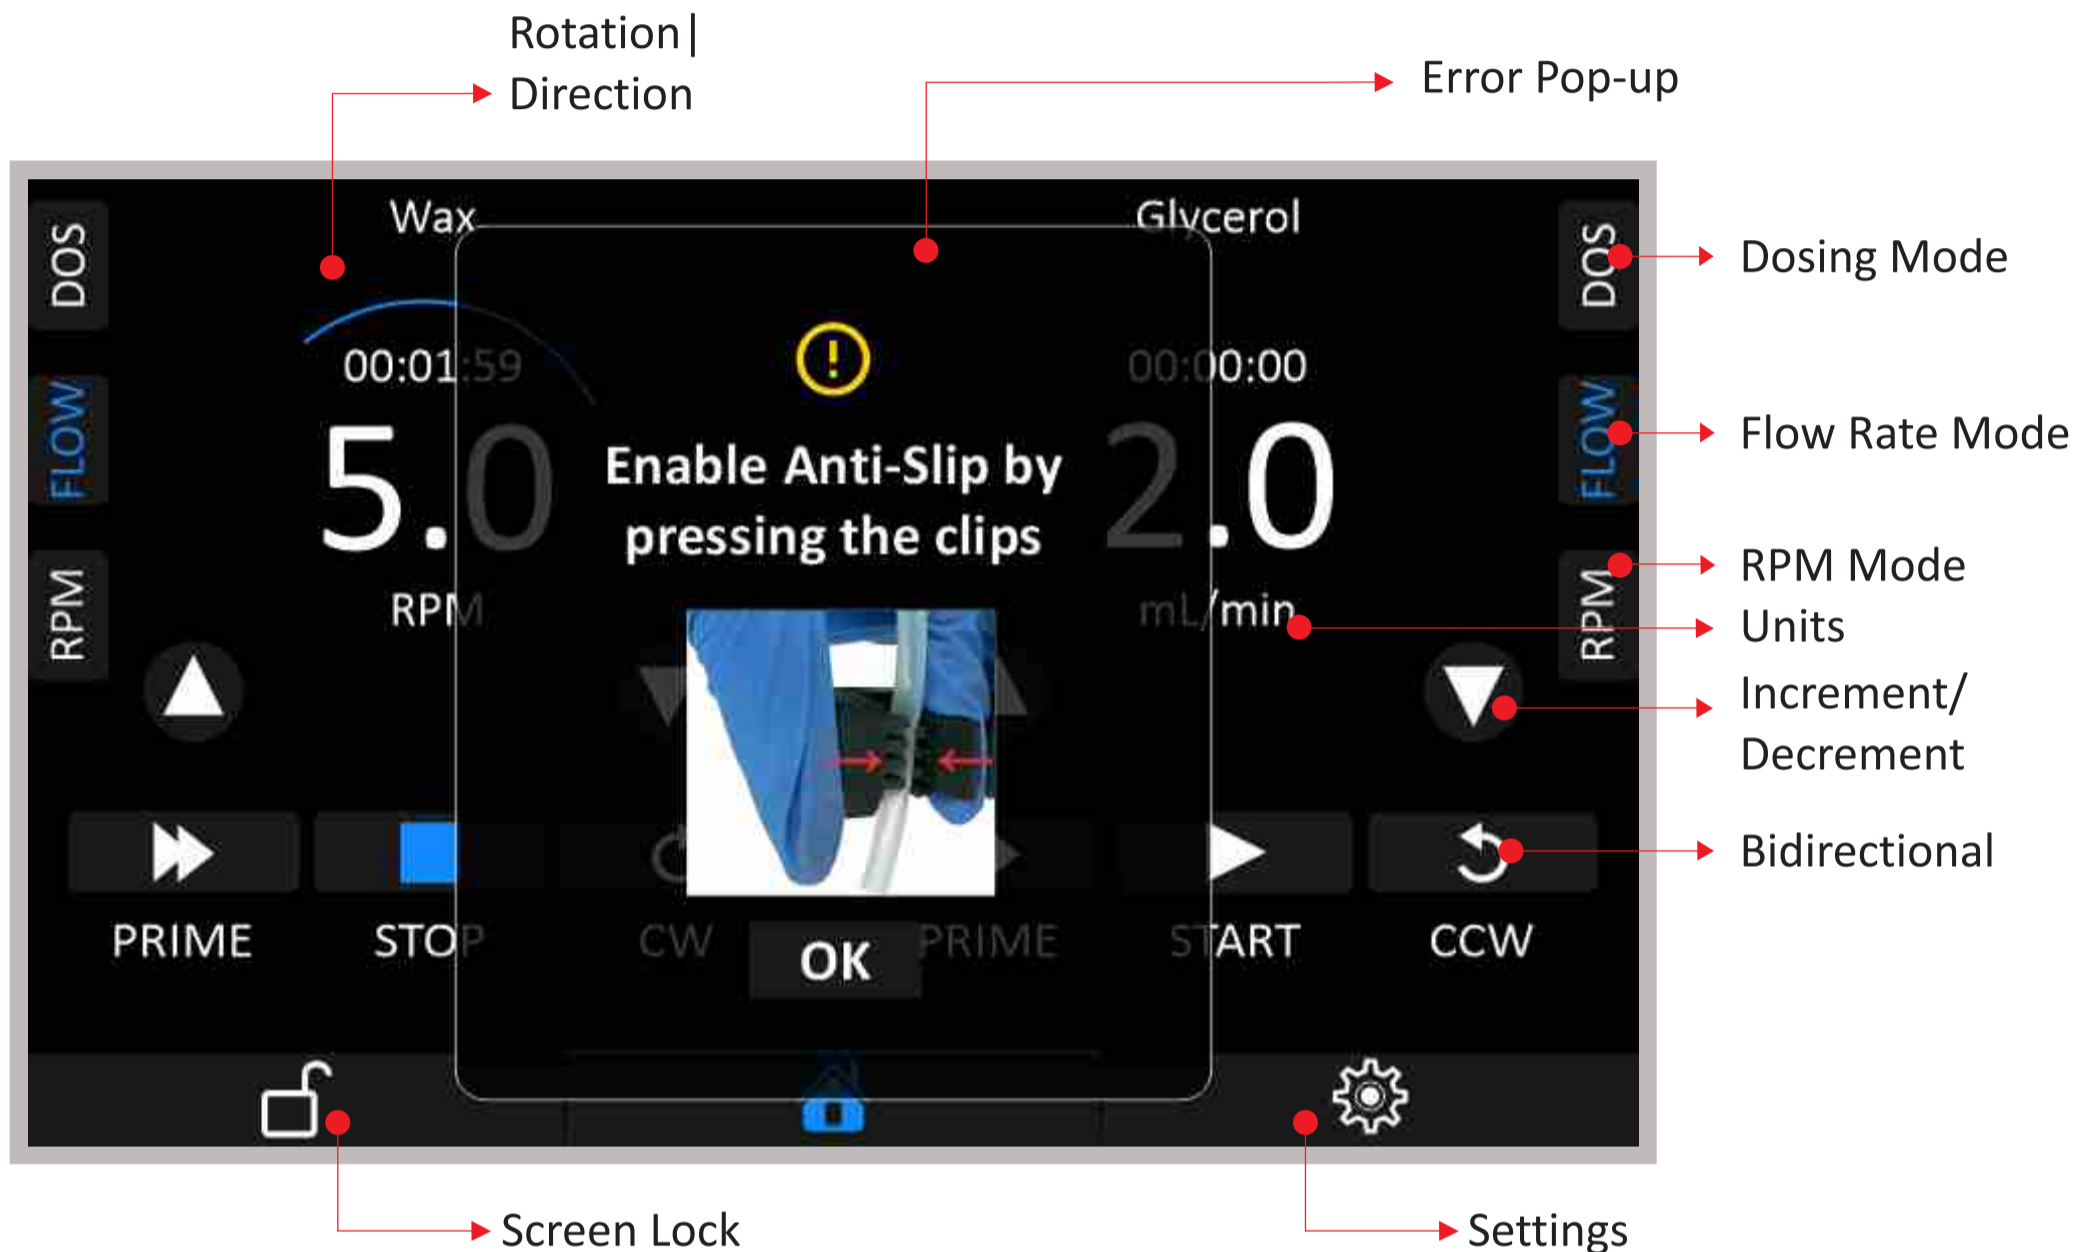 Rotation|
Direction
Error Pop-up
Wax
Glycerol
DOS
DOS
Dosing Mode
00:01:59
00:00:00
FLOW
5.0
Enable Anti-Slip by
pressing the clips
2.0
FLOW
Flow Rate Mode
RPM
RPM
mL/min
RPM
RPM Mode
Units
Increment/
Decrement
Bidirectional
PRIME
STOP
CW
OK
PRIME
START
CCW
Screen Lock
Settings